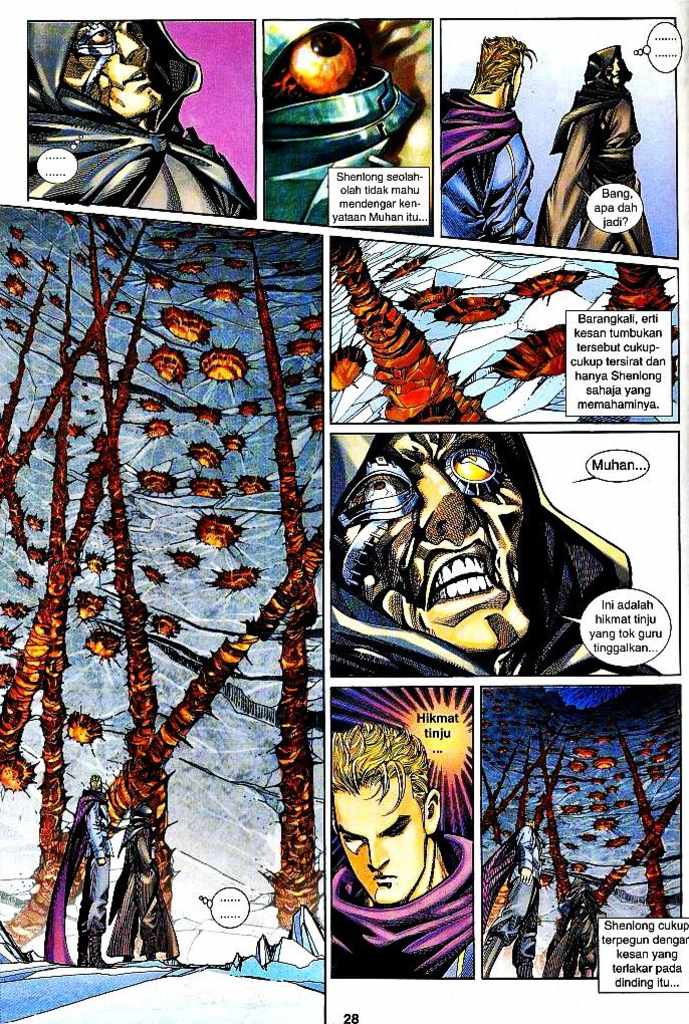 ......
......
Shenlong seolah-
olah tidak mahu
mendengar ken-
yataan Muhan itu...
.......
.......
Bang,
apa dah
jadi?
......
......
Barangkali, erti
kesan tumbukan
tersebut cukup-
cukup tersirat dan
hanya Shenlong
sahaja yang
memahaminya.
Muhan...
Ini adalah
hikmat tinju
yang tok guru
tinggalkan...
Hikmat
tinju
...
Shenlong cukup
terpegun dengan
kesan yang
terlakar pada
dinding itu...
28